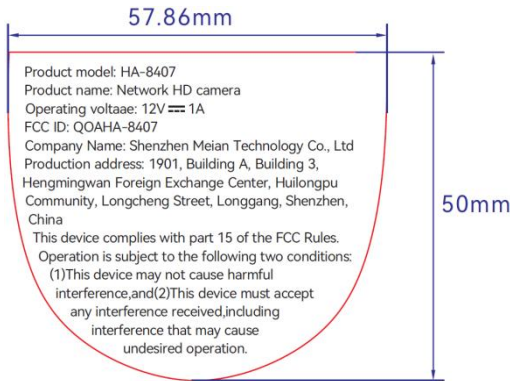 57.86mm
Product model: HA-8407
Product name: Network HD camera
Operating voltaae: 12V ⎓ 1A
FCC ID: QOAHA-8407
Company Name: Shenzhen Meian Technology Co., Ltd
Production address: 1901, Building A, Building 3,
Hengmingwan Foreign Exchange Center, Huilongpu
Community, Longcheng Street, Longgang, Shenzhen,
China
This device complies with part 15 of the FCC Rules.
Operation is subject to the following two conditions:
(1)This device may not cause harmful
interference,and(2)This device must accept
any interference received,including
interference that may cause
undesired operation.
50mm